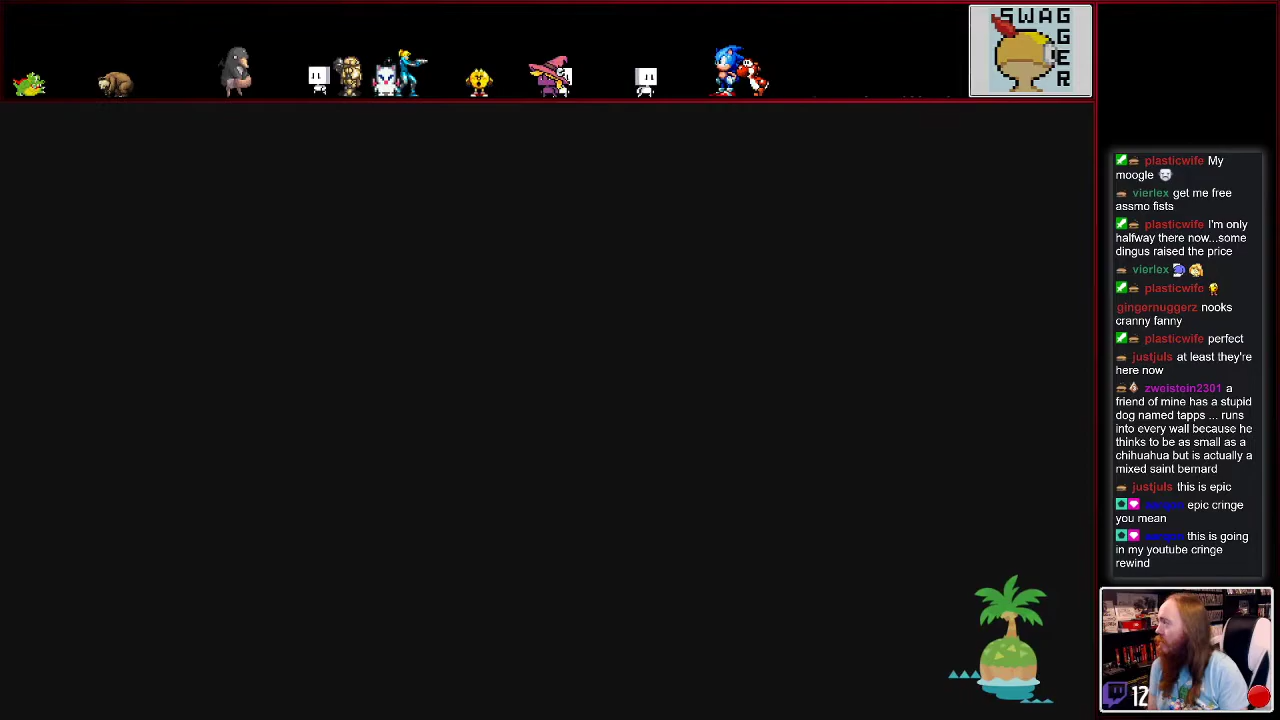 SWAG
G
E
R
plasticwife My
moogle
vierlex get me free
assmo fists
plasticwife I'm only
halfway there now...some
dingus raised the price
vierlex
plasticwife
gingernuggerz nooks
cranny fanny
plasticwife perfect
justjuls at least they're
here now
zweistein2301 a
friend of mine has a stupid
dog named tapps ... runs
into every wall because he
thinks to be as small as a
chihuahua but is actually a
mixed saint bernard
justjuls this is epic
epic cringe
you mean
this is going
in my youtube cringe
rewind
12